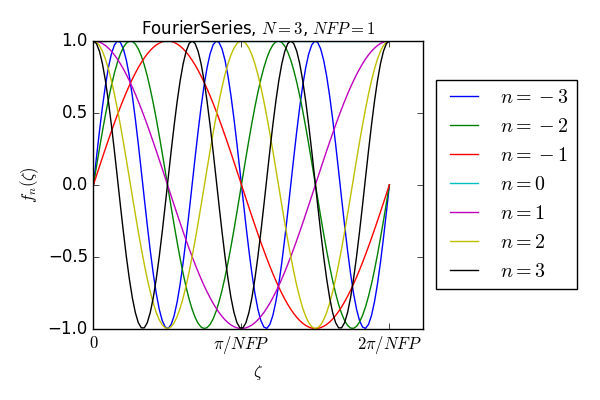 FourierSeries, N = 3, NFP = 1
1.0
0.5
0.0
−0.5
−1.0
f_n(ζ)
0
π/NFP
2π/NFP
ζ
n = −3
n = −2
n = −1
n = 0
n = 1
n = 2
n = 3